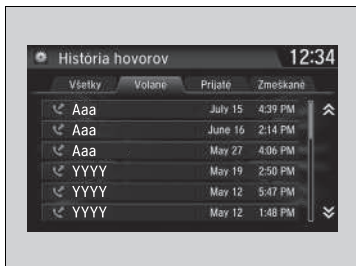 História hovorov 12:34
Všetky Volané Prijaté Zmeškané
Aaa July 15 4:39 PM
Aaa June 16 2:14 PM
Aaa May 27 4:06 PM
YYYY May 19 2:50 PM
YYYY May 12 5:47 PM
YYYY May 12 1:48 PM